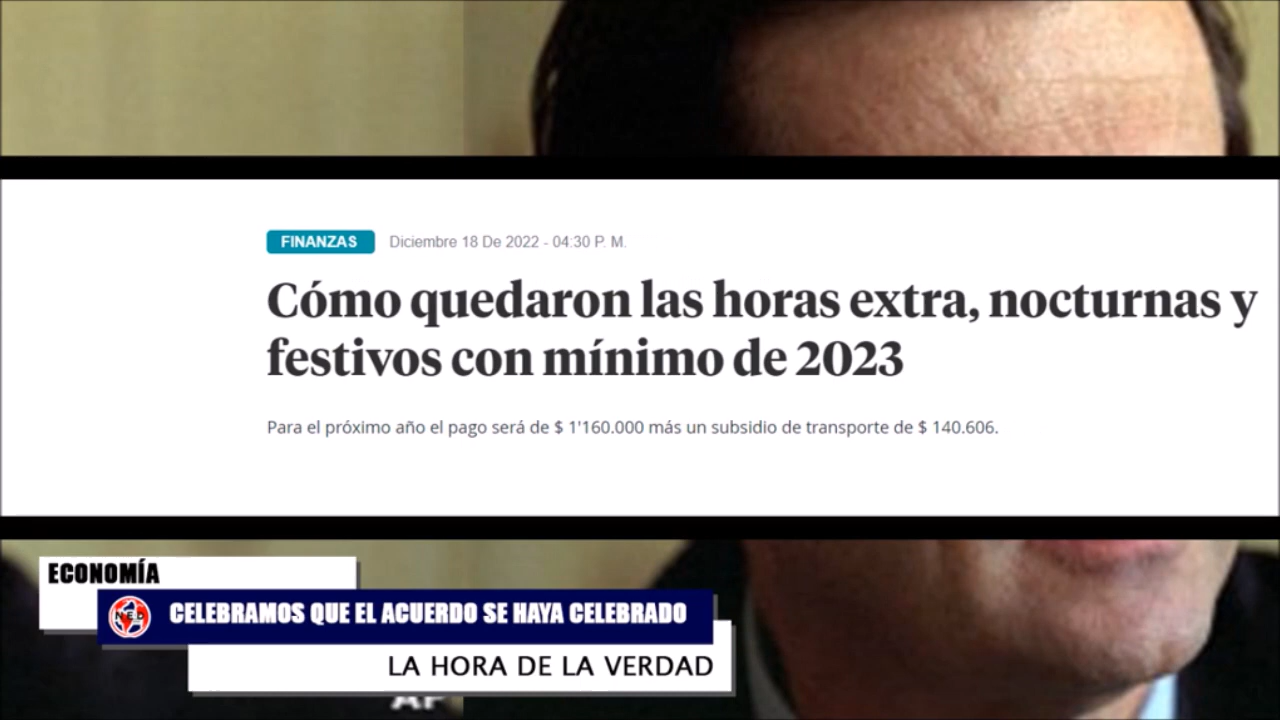 FINANZAS Diciembre 18 De 2022 - 04:30 P. M.
Cómo quedaron las horas extra, nocturnas y
festivos con mínimo de 2023
Para el próximo año el pago será de $ 1'160.000 más un subsidio de transporte de $ 140.606.
ECONOMÍA
CELEBRAMOS QUE EL ACUERDO SE HAYA CELEBRADO
LA HORA DE LA VERDAD